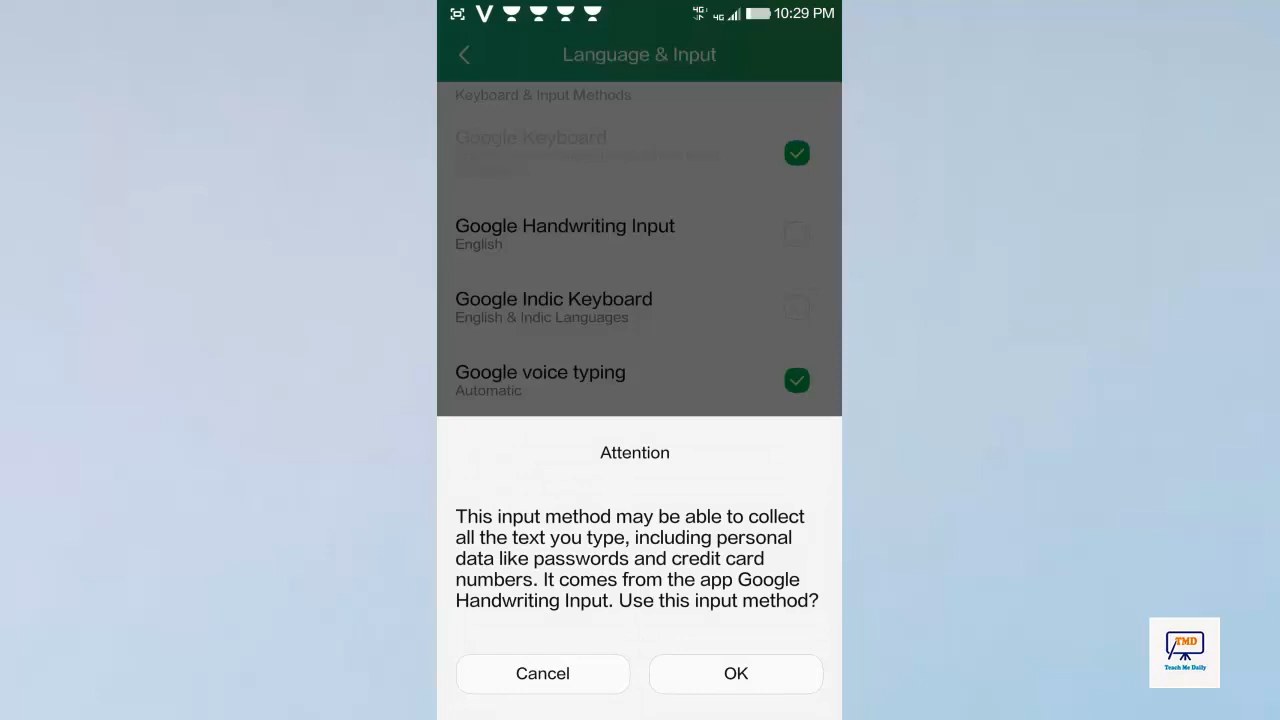 4G 4G 10:29 PM
Language & Input
Keyboard & Input Methods
Google Keyboard
Google Handwriting Input
English
Google Indic Keyboard
English & Indic Languages
Google voice typing
Automatic
Attention
This input method may be able to collect
all the text you type, including personal
data like passwords and credit card
numbers. It comes from the app Google
Handwriting Input. Use this input method?
Cancel
OK
TMD
Teach Me Daily